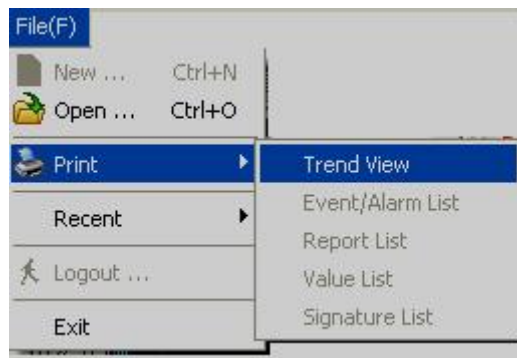 File(F)
New ... Ctrl+N
Open ... Ctrl+O
Print
Recent
Logout ...
Exit
Trend View
Event/Alarm List
Report List
Value List
Signature List